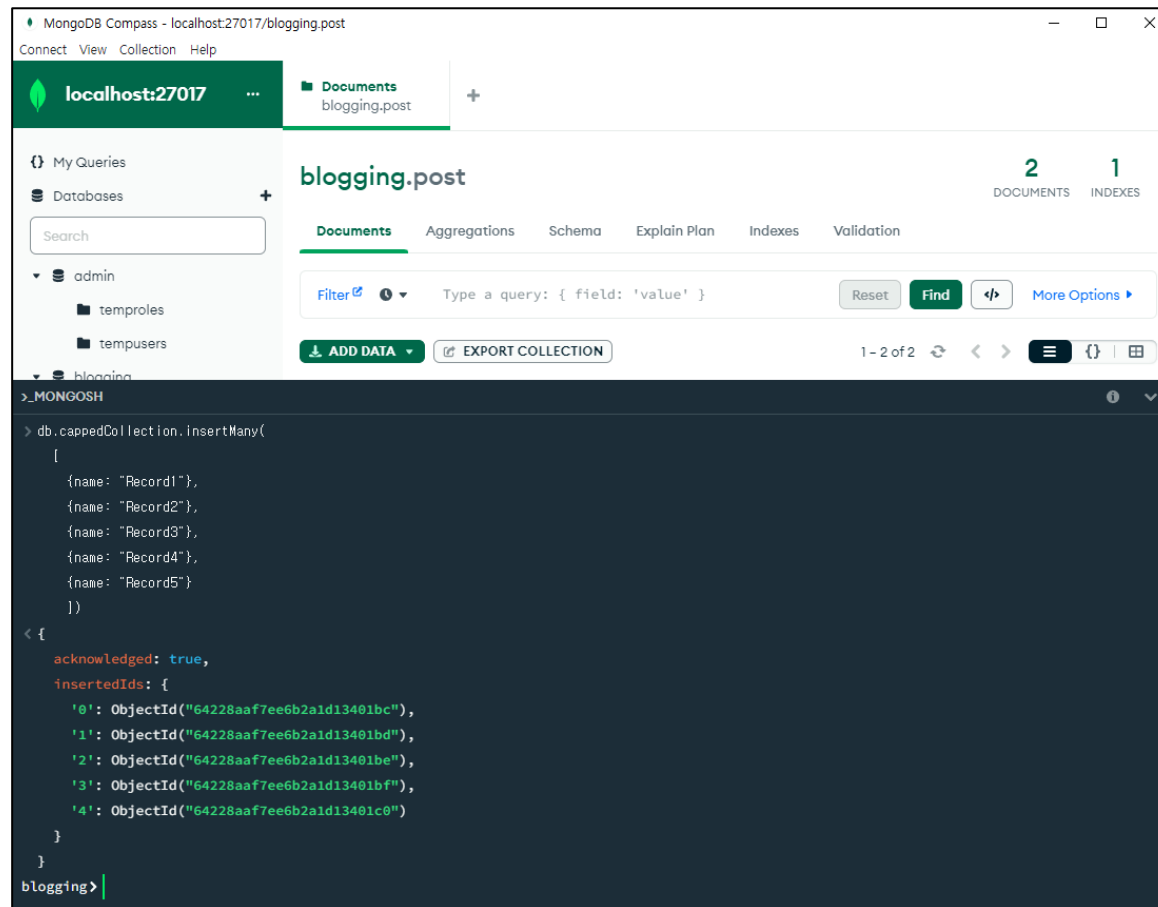 MongoDB Compass - localhost:27017/blogging.post
Connect View Collection Help
localhost:27017 ...
Documents
blogging.post
+
{} My Queries
Databases +
Search
admin
temproles
tempusers
blogging
blogging.post
2
DOCUMENTS
1
INDEXES
Documents Aggregations Schema Explain Plan Indexes Validation
Filter Type a query: { field: 'value' } Reset Find </> More Options
ADD DATA EXPORT COLLECTION 1 – 2 of 2 < > {}
>_MONGOSH
> db.cappedCollection.insertMany(
[
{name: "Record1"},
{name: "Record2"},
{name: "Record3"},
{name: "Record4"},
{name: "Record5"}
])
< {
acknowledged: true,
insertedIds: {
'0': ObjectId("64228aaf7ee6b2a1d13401bc"),
'1': ObjectId("64228aaf7ee6b2a1d13401bd"),
'2': ObjectId("64228aaf7ee6b2a1d13401be"),
'3': ObjectId("64228aaf7ee6b2a1d13401bf"),
'4': ObjectId("64228aaf7ee6b2a1d13401c0")
}
}
blogging>